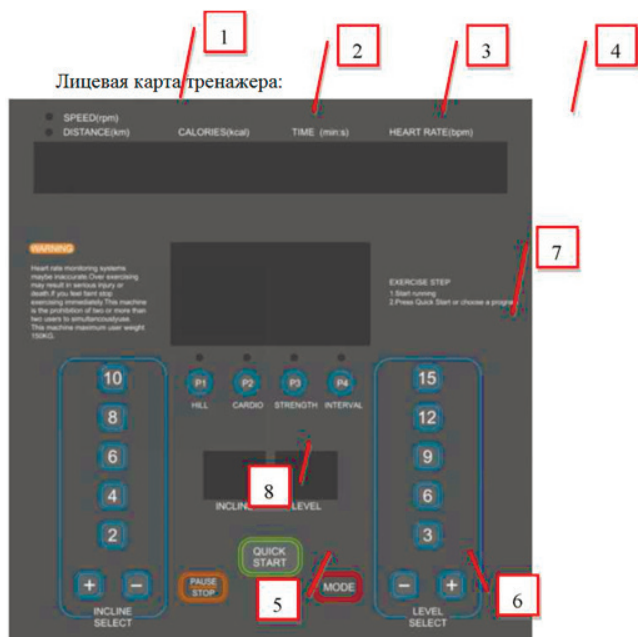 1
2
3
4
Лицевая карта тренажера:
SPEED(rpm)
DISTANCE(km) CALORIES(kcal) TIME (min:s) HEART RATE(bpm)
7
WARNING
Heart rate monitoring systems
maybe inaccurate.Over exercising
may result in serious injury or
death.If you feel feint stop
exercising immediately.This machine
is the prohibition of two or more than
two users to simultancouslyuse.
This machine maximum user weight
150KG.
EXERCISE STEP
1.Start running
2.Press Quick Start or choose a program
10
8
6
4
2
+ −
INCLINE
SELECT
P1 P2 P3 P4
HILL CARDIO STRENGTH INTERVAL
8
INCLINE LEVEL
QUICK
START
PAUSE
STOP
5
MODE
15
12
9
6
3
− +
LEVEL
SELECT
6